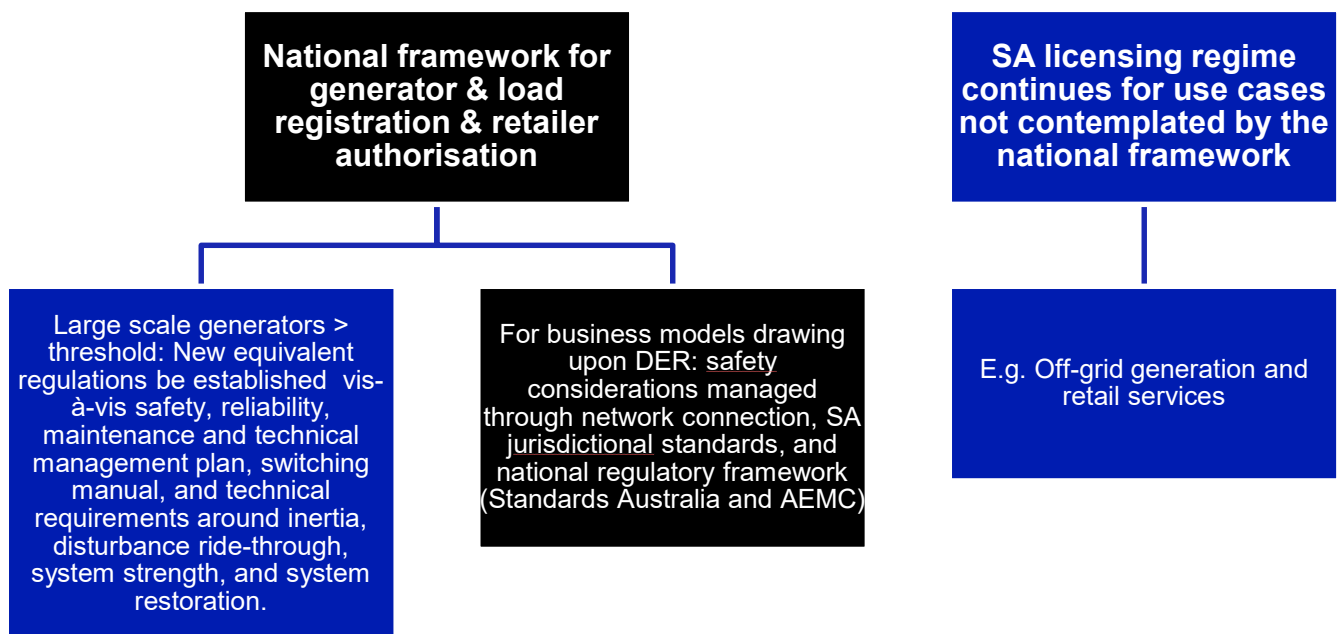 National framework for
generator & load
registration & retailer
authorisation
SA licensing regime
continues for use cases
not contemplated by the
national framework
Large scale generators >
threshold: New equivalent
regulations be established  vis-
à-vis safety, reliability,
maintenance and technical
management plan, switching
manual, and technical
requirements around inertia,
disturbance ride-through,
system strength, and system
restoration.
For business models drawing
upon DER: safety
considerations managed
through network connection, SA
jurisdictional standards, and
national regulatory framework
(Standards Australia and AEMC)
E.g. Off-grid generation and
retail services